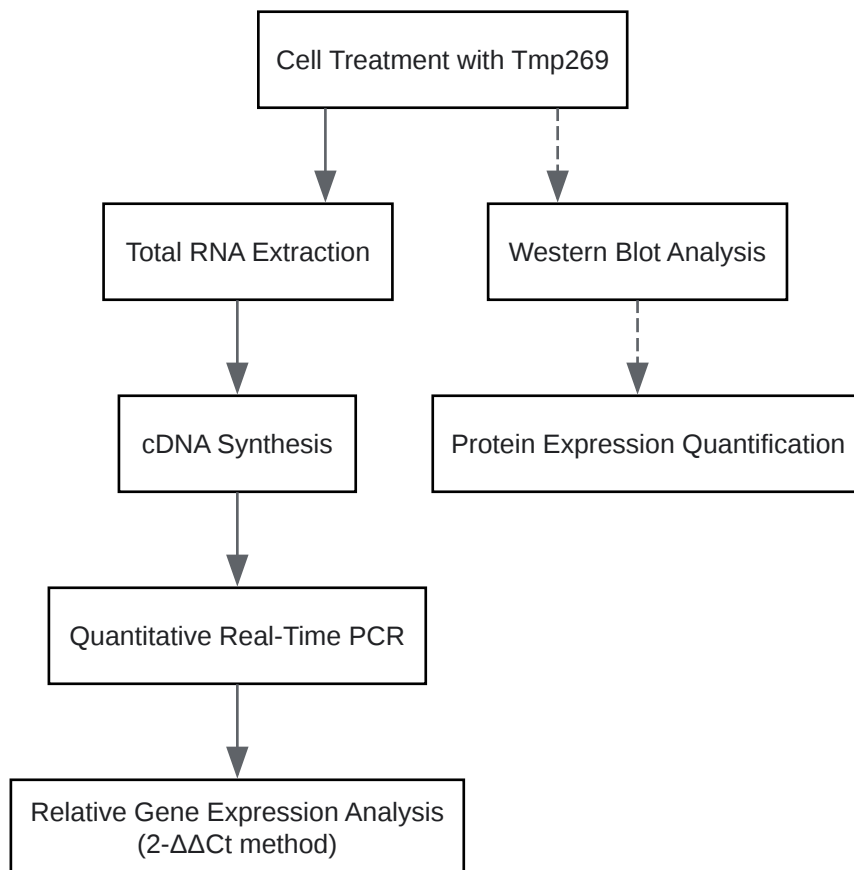 Cell Treatment with Tmp269
Total RNA Extraction
Western Blot Analysis
cDNA Synthesis
Protein Expression Quantification
Quantitative Real-Time PCR
Relative Gene Expression Analysis
(2-ΔΔCt method)